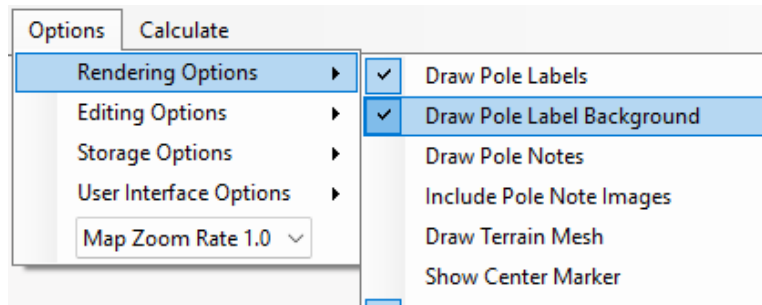 Options Calculate
Rendering Options
Editing Options
Storage Options
User Interface Options
Map Zoom Rate 1.0
Draw Pole Labels
Draw Pole Label Background
Draw Pole Notes
Include Pole Note Images
Draw Terrain Mesh
Show Center Marker